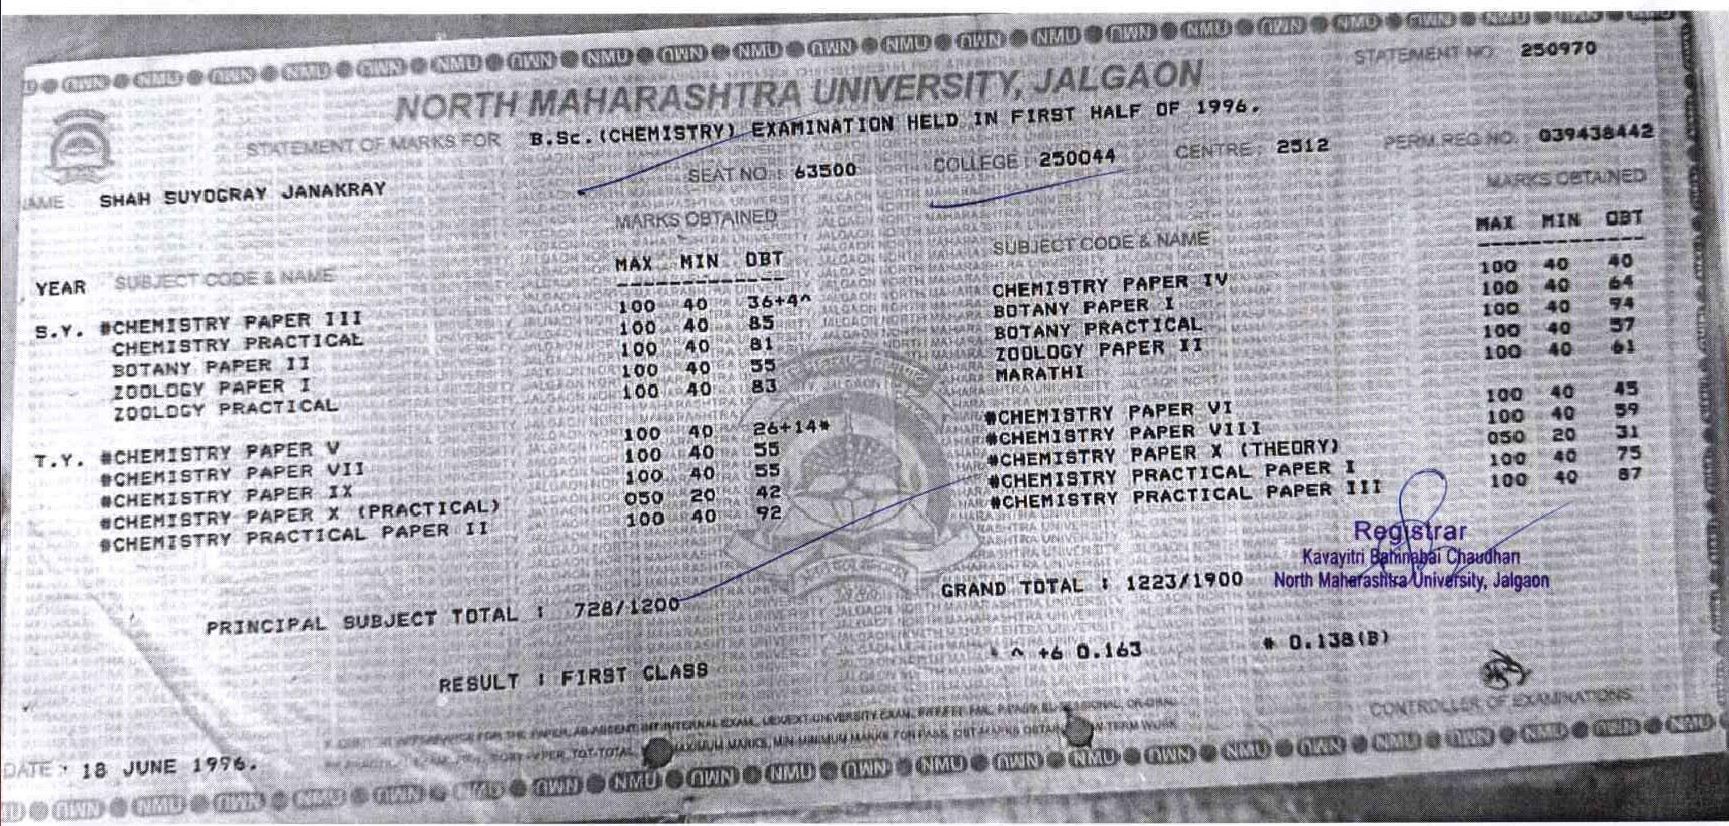 STATEMENT NO. 250970
NORTH MAHARASHTRA UNIVERSITY, JALGAON
STATEMENT OF MARKS FOR B.Sc.(CHEMISTRY) EXAMINATION HELD IN FIRST HALF OF 1996.
NAME : SHAH SUYOGRAY JANAKRAY SEAT NO : 63500 COLLEGE : 250044 CENTRE : 2512 PERM.REG.NO. : 039438442
MARKS OBTAINED MARKS OBTAINED
YEAR SUBJECT CODE & NAME MAX MIN OBT SUBJECT CODE & NAME MAX MIN OBT
S.Y. #CHEMISTRY PAPER III 100 40 36+4^ CHEMISTRY PAPER IV 100 40 40
CHEMISTRY PRACTICAL 100 40 85 BOTANY PAPER I 100 40 64
BOTANY PAPER II 100 40 81 BOTANY PRACTICAL 100 40 94
ZOOLOGY PAPER I 100 40 55 ZOOLOGY PAPER II 100 40 57
ZOOLOGY PRACTICAL 100 40 83 MARATHI 100 40 61
T.Y. #CHEMISTRY PAPER V 100 40 26+14* #CHEMISTRY PAPER VI 100 40 45
#CHEMISTRY PAPER VII 100 40 55 #CHEMISTRY PAPER VIII 100 40 59
#CHEMISTRY PAPER IX 100 40 55 #CHEMISTRY PAPER X (THEORY) 050 20 31
#CHEMISTRY PAPER X (PRACTICAL) 050 20 42 #CHEMISTRY PRACTICAL PAPER I 100 40 75
#CHEMISTRY PRACTICAL PAPER II 100 40 92 #CHEMISTRY PRACTICAL PAPER III 100 40 87
Registrar
Kavayitri Bahinabai Chaudhari
North Maharashtra University, Jalgaon
PRINCIPAL SUBJECT TOTAL : 728/1200 GRAND TOTAL : 1223/1900
^ +6 0.163 * 0.138(B)
RESULT : FIRST CLASS
CONTROLLER OF EXAMINATIONS
DATE : 18 JUNE 1996.